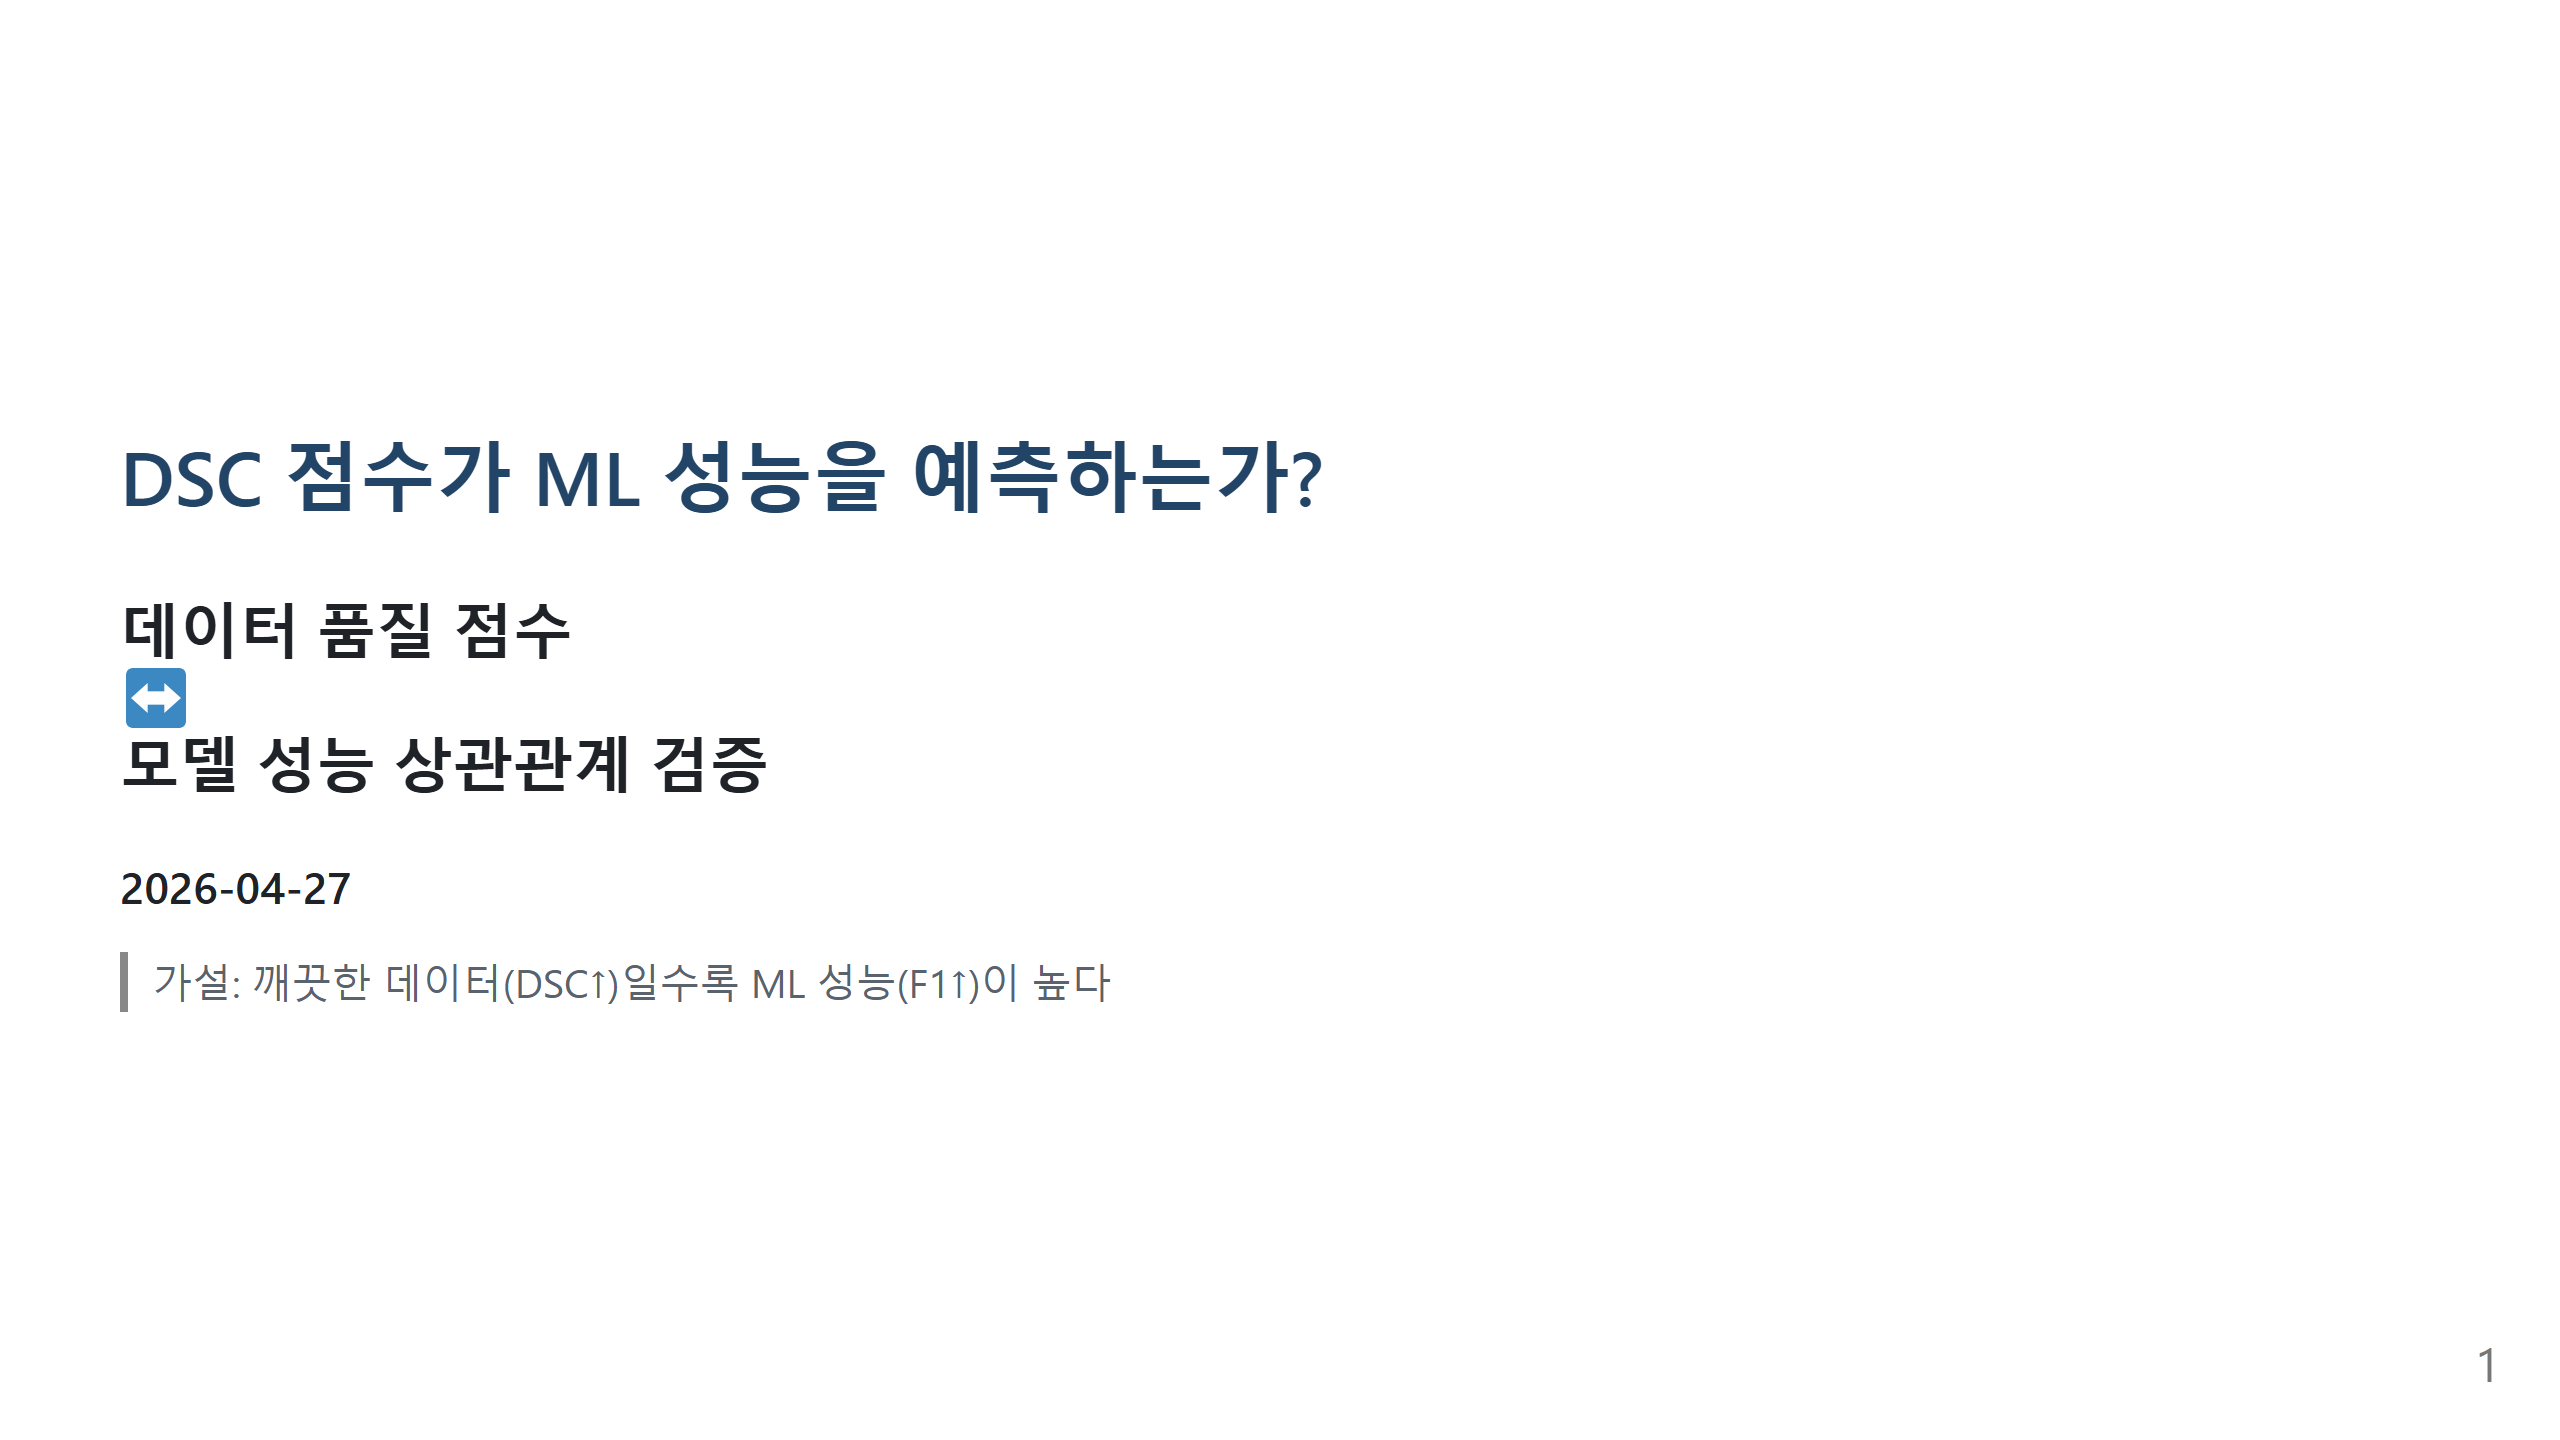 DSC 점수가 ML 성능을 예측하는가?
데이터 품질 점수
↔️
모델 성능 상관관계 검증
2026-04-27
가설: 깨끗한 데이터(DSC↑)일수록 ML 성능(F1↑)이 높다
1